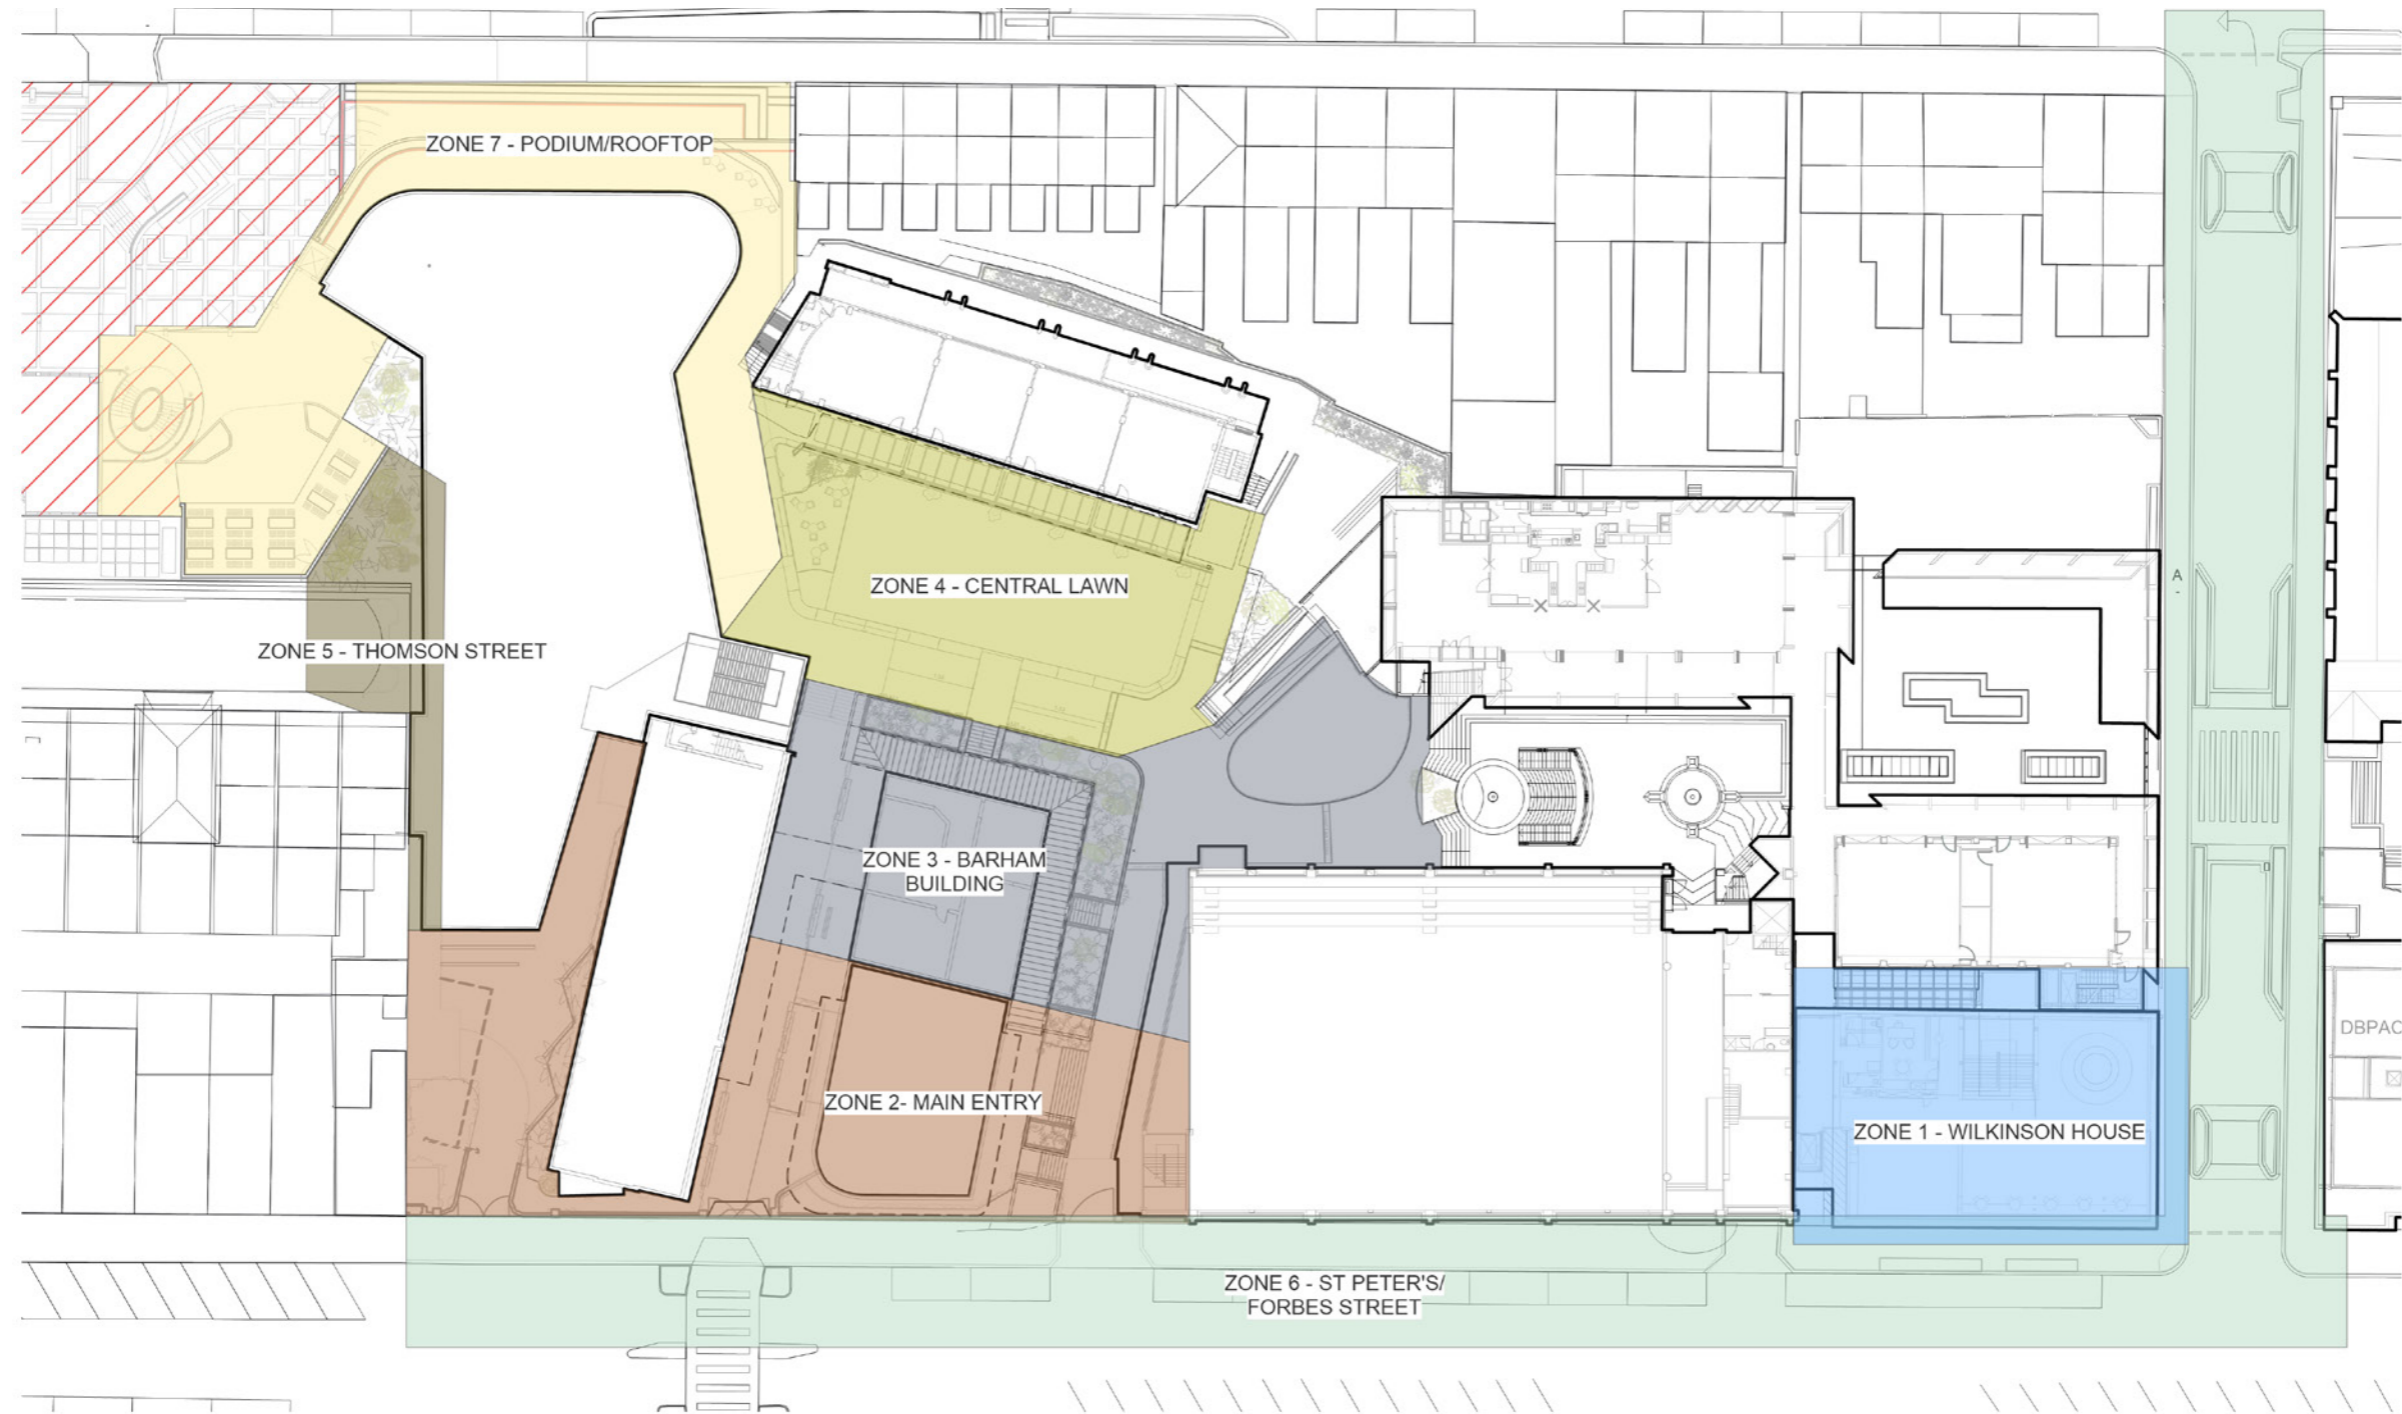 ZONE 7 - PODIUM/ROOFTOP
ZONE 4 - CENTRAL LAWN
A
ZONE 5 - THOMSON STREET
ZONE 3 - BARHAM
BUILDING
DBPAC
ZONE 2- MAIN ENTRY
ZONE 1 - WILKINSON HOUSE
ZONE 6 - ST PETER'S/
FORBES STREET